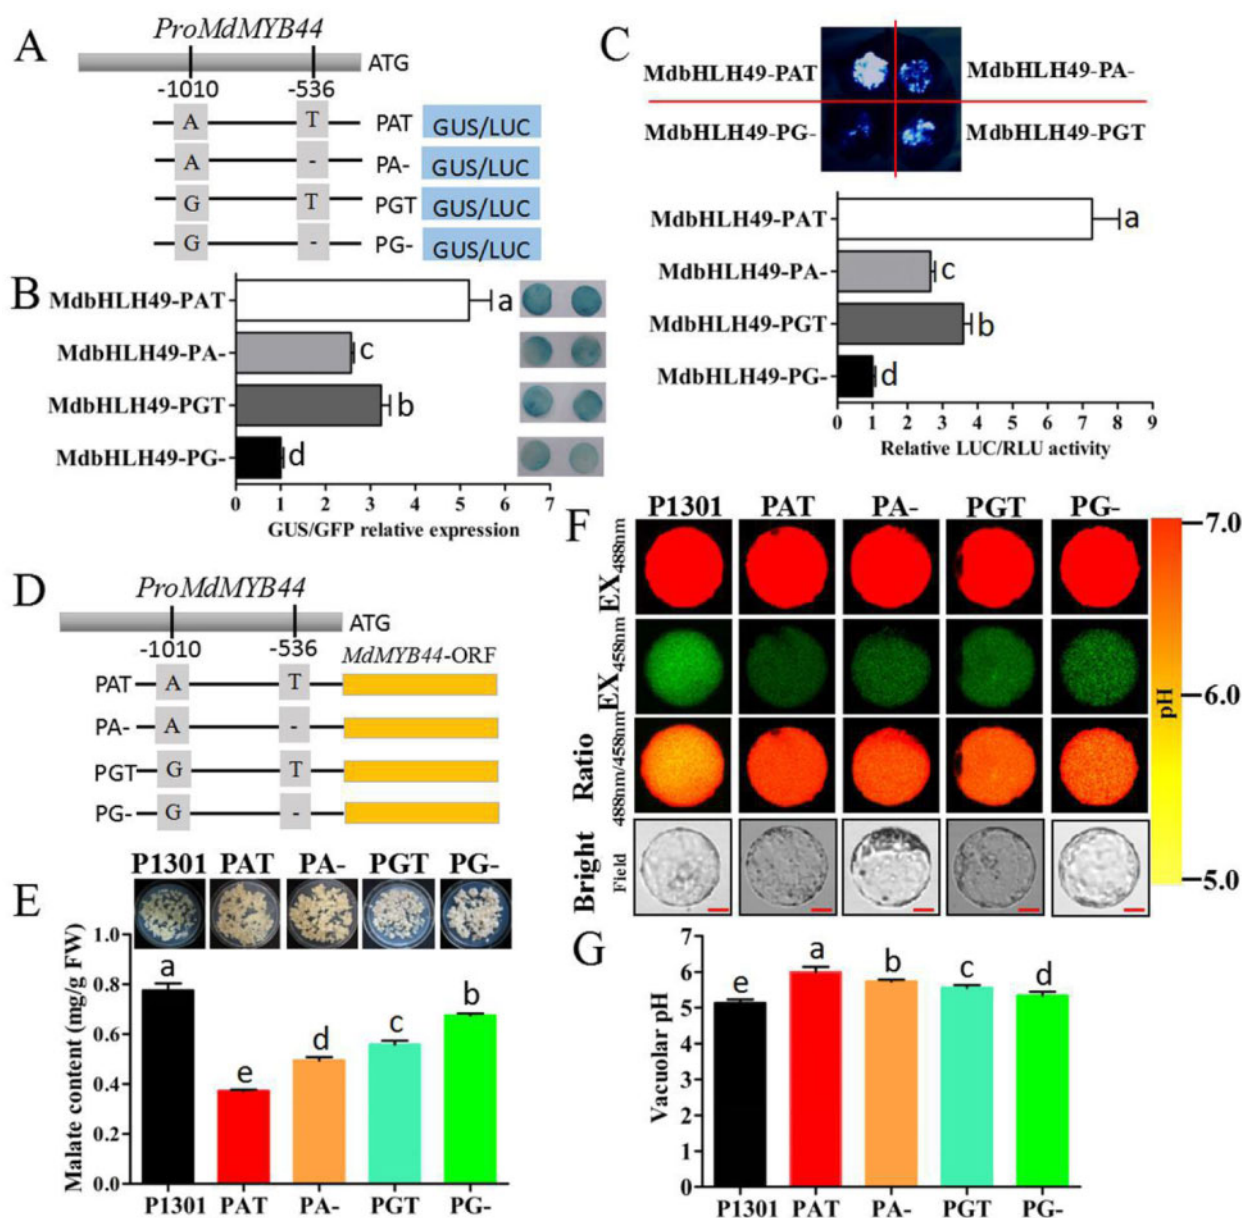 A
ProMdMYB44
ATG
-1010
-536
A T PAT GUS/LUC
A - PA- GUS/LUC
G T PGT GUS/LUC
G - PG- GUS/LUC
B
MdbHLH49-PAT
a
MdbHLH49-PA-
c
MdbHLH49-PGT
b
MdbHLH49-PG-
d
0 1 2 3 4 5 6 7
GUS/GFP relative expression
C
MdbHLH49-PAT
MdbHLH49-PA-
MdbHLH49-PG-
MdbHLH49-PGT
MdbHLH49-PAT
a
MdbHLH49-PA-
c
MdbHLH49-PGT
b
MdbHLH49-PG-
d
0 1 2 3 4 5 6 7 8 9
Relative LUC/RLU activity
D
ProMdMYB44
ATG
-1010
-536
MdMYB44-ORF
PAT A T
PA- A -
PGT G T
PG- G -
E
P1301 PAT PA- PGT PG-
Malate content (mg/g FW)
1.0
0.8
0.6
0.4
0.2
0.0
a
e
d
c
b
P1301 PAT PA- PGT PG-
F
P1301 PAT PA- PGT PG-
EX488nm
EX458nm
Ratio
488nm/458nm
Bright
Field
7.0
6.0
5.0
pH
G
Vacuolar pH
7
6
5
4
3
2
1
0
e
a
b
c
d
P1301 PAT PA- PGT PG-